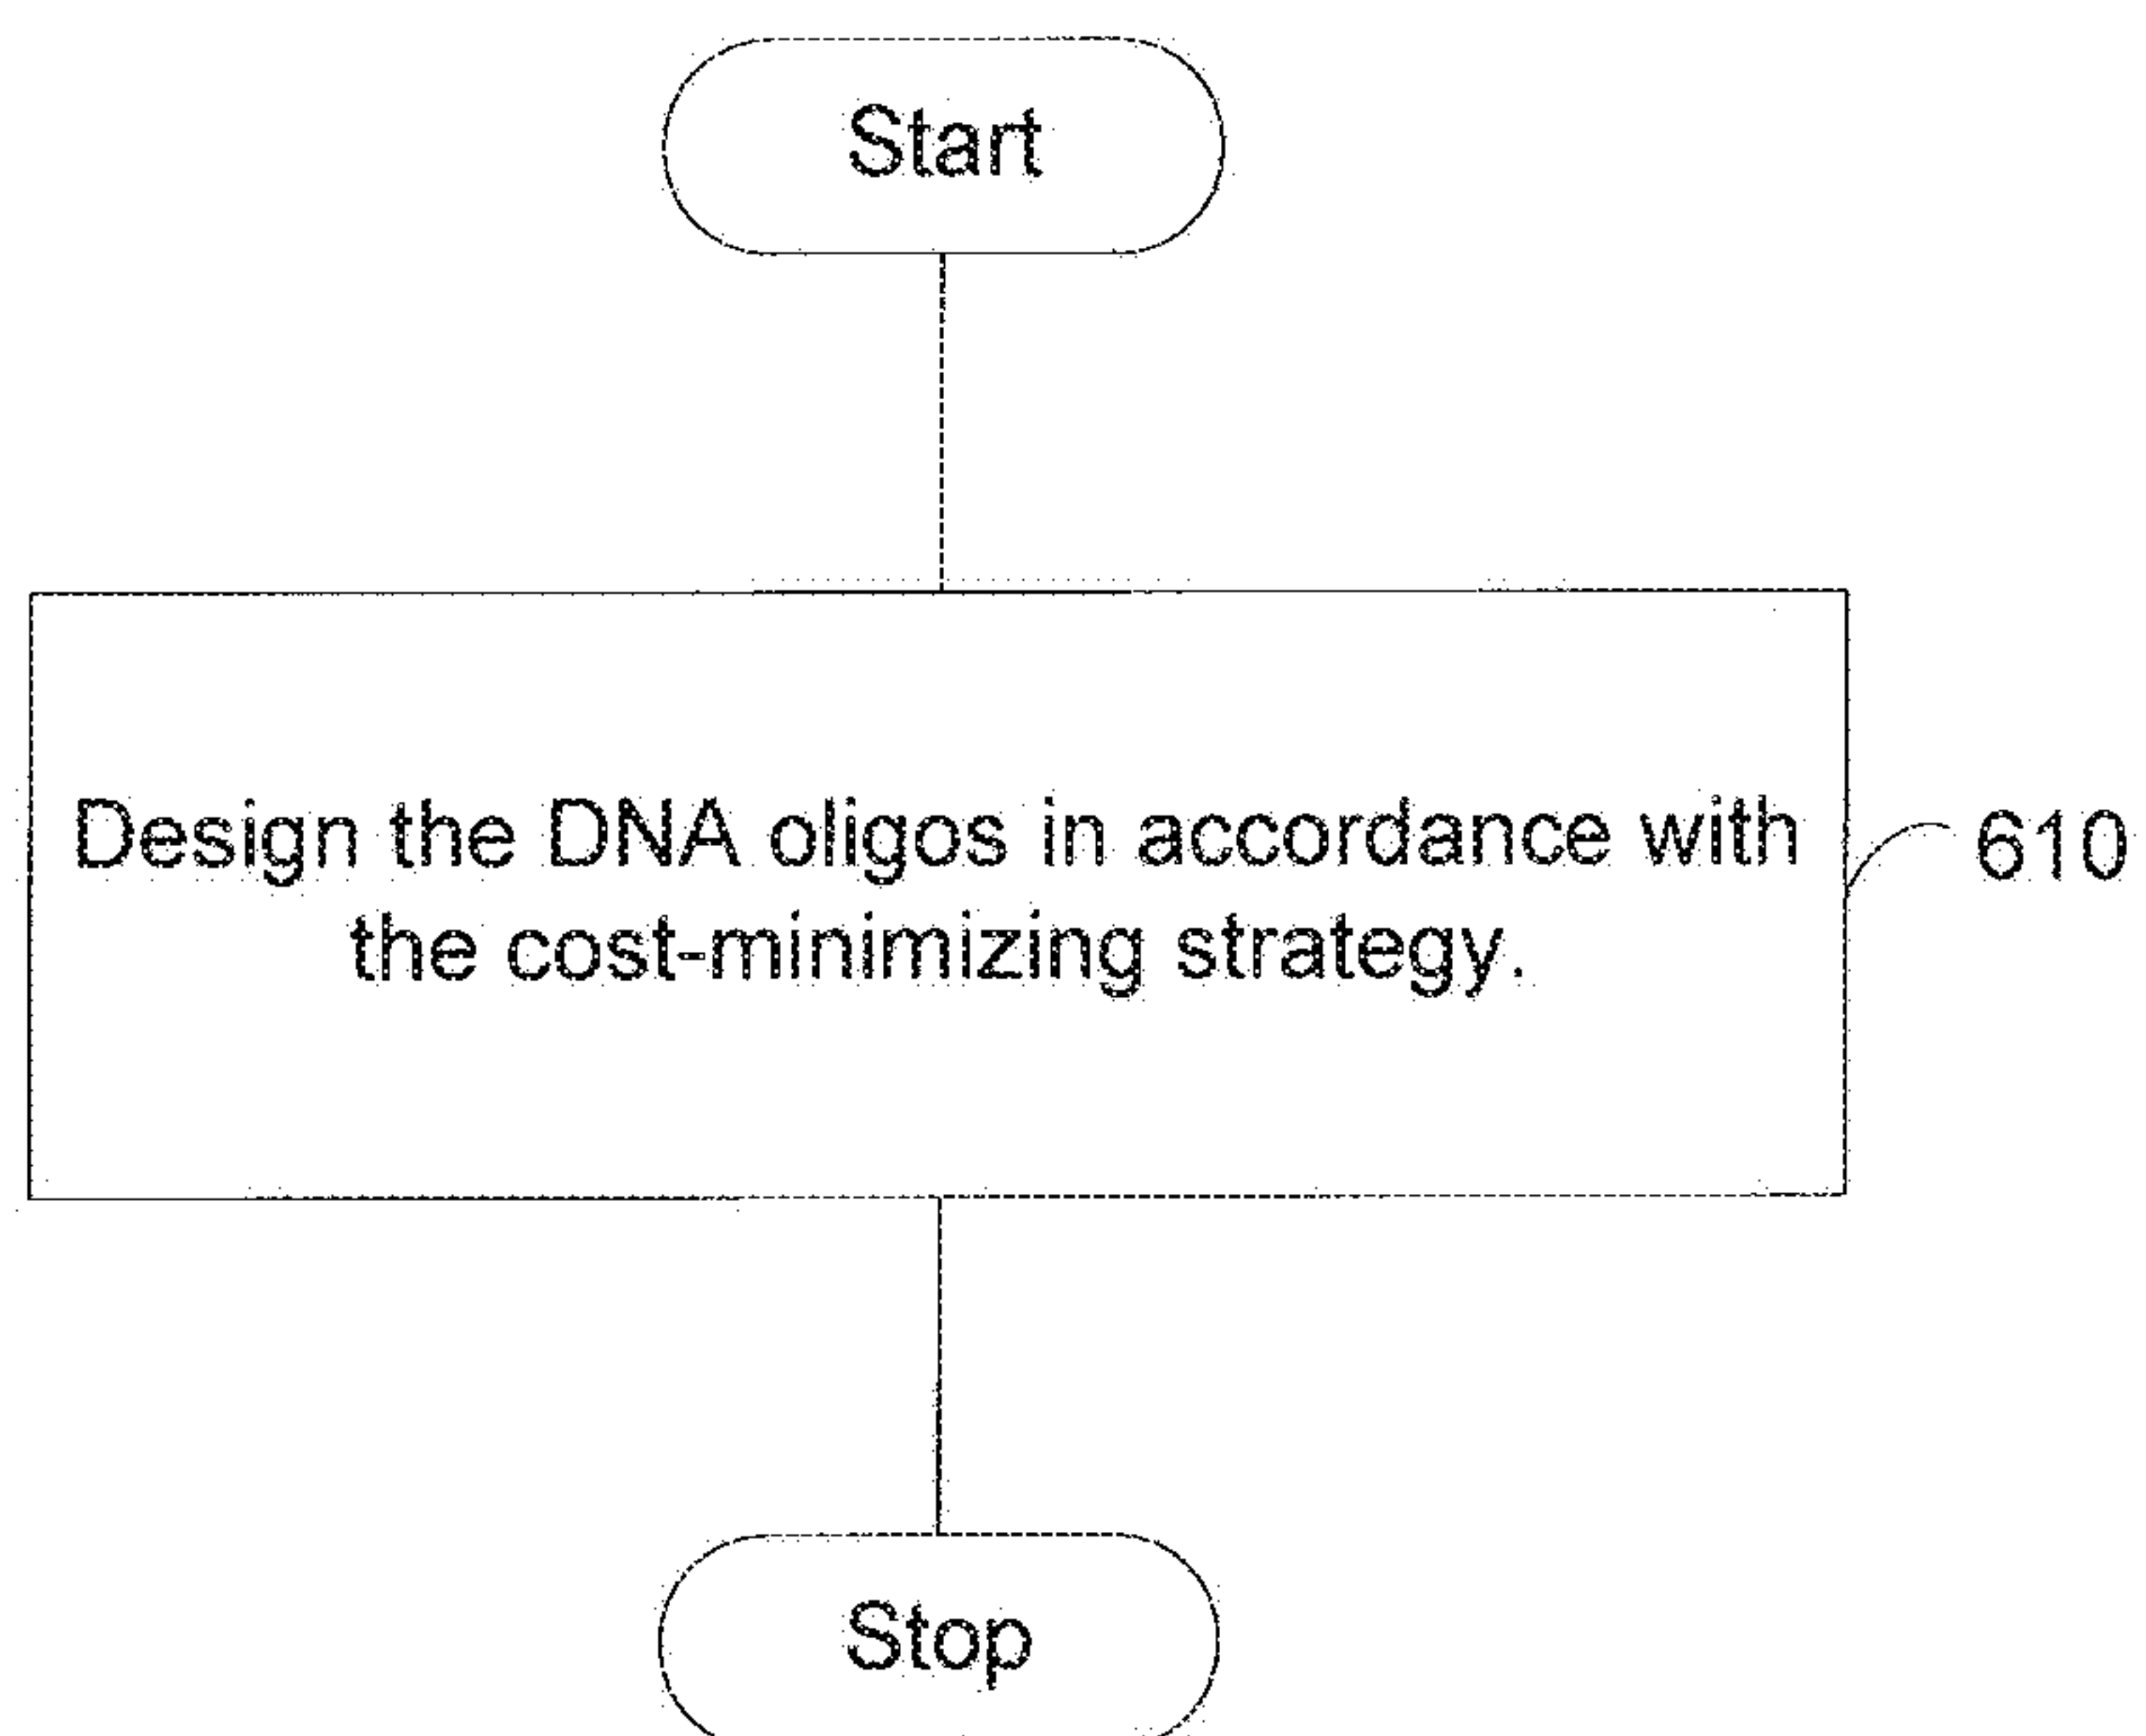 Start
Design the DNA oligos in accordance with
the cost-minimizing strategy.
610
Stop